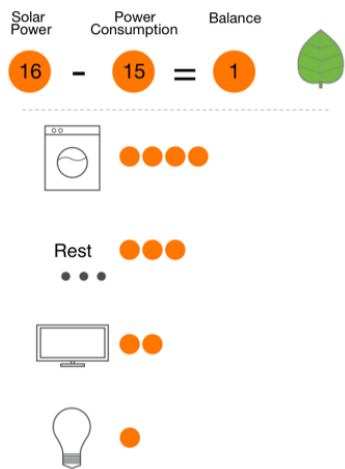 Solar
Power
Power
Consumption
Balance
16 - 15 = 1
Rest